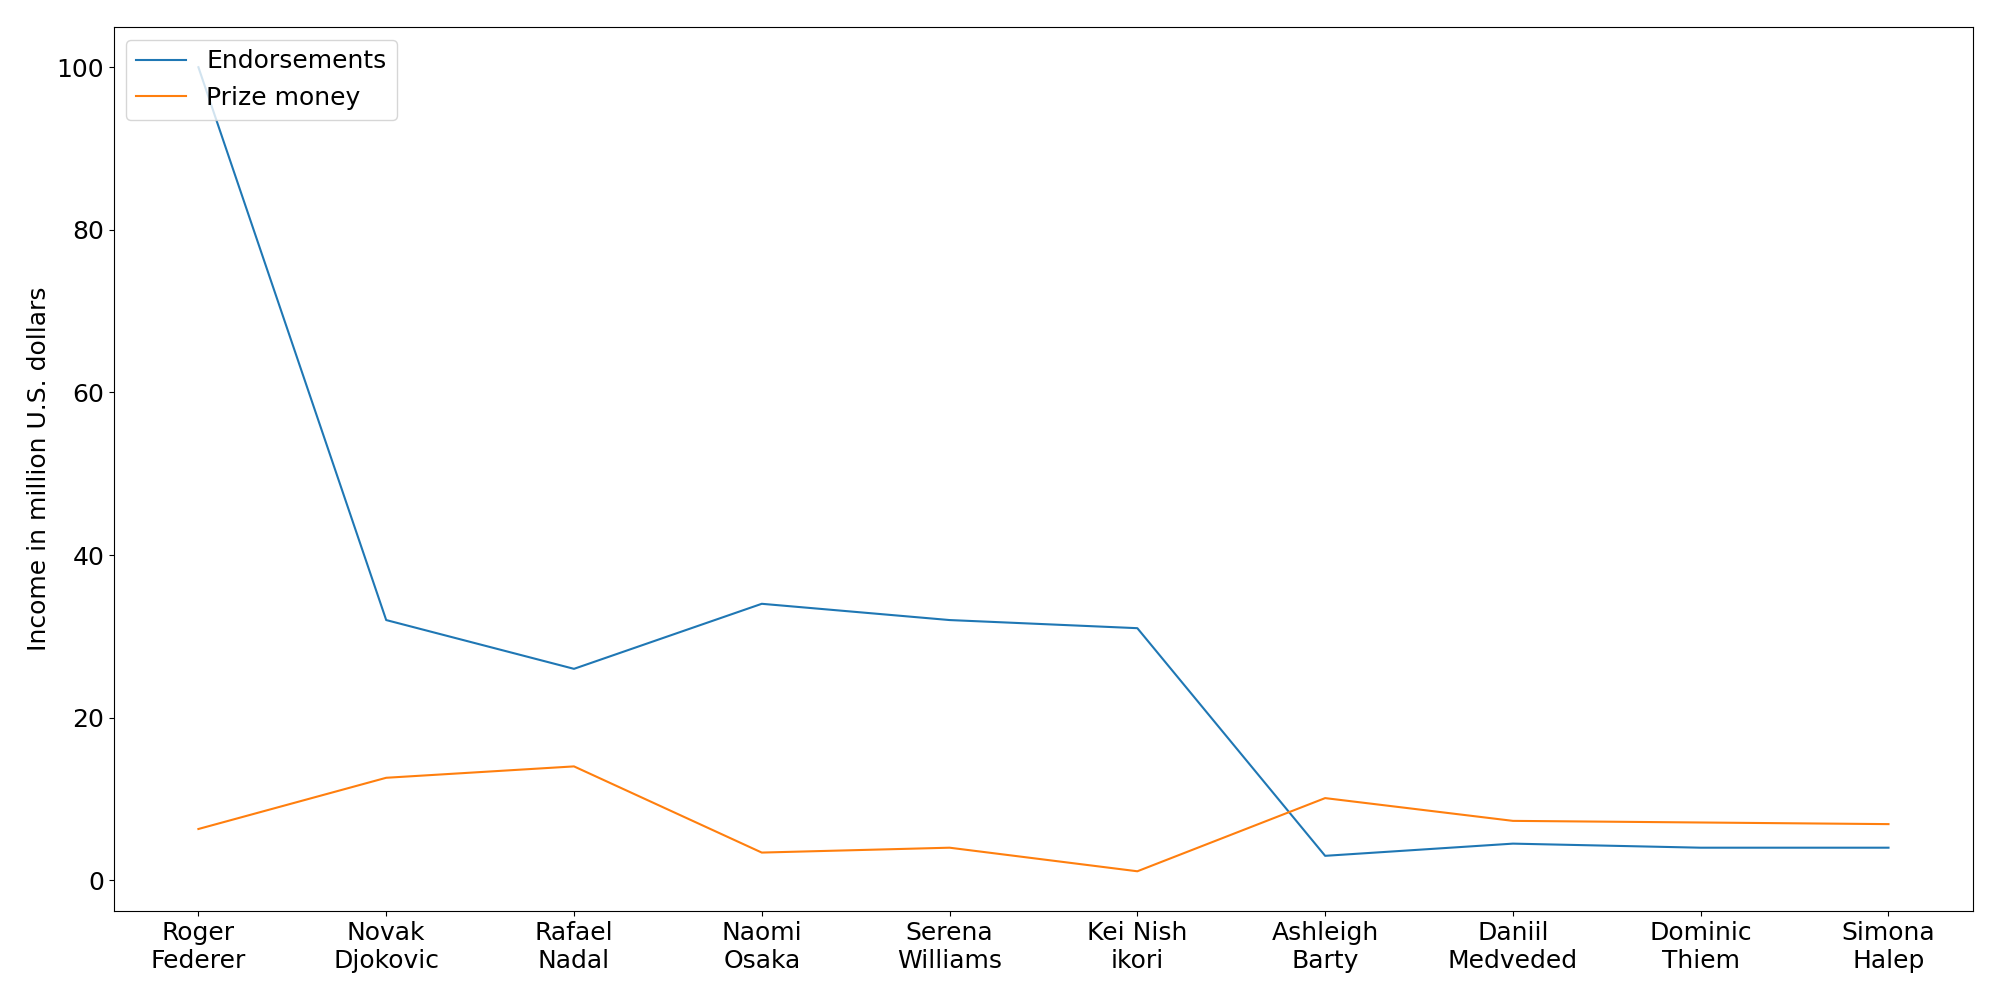 Endorsements
Prize money
Income in million U.S. dollars
100
80
60
40
20
0
Roger Federer
Novak Djokovic
Rafael Nadal
Naomi Osaka
Serena Williams
Kei Nish ikori
Ashleigh Barty
Daniil Medveded
Dominic Thiem
Simona Halep